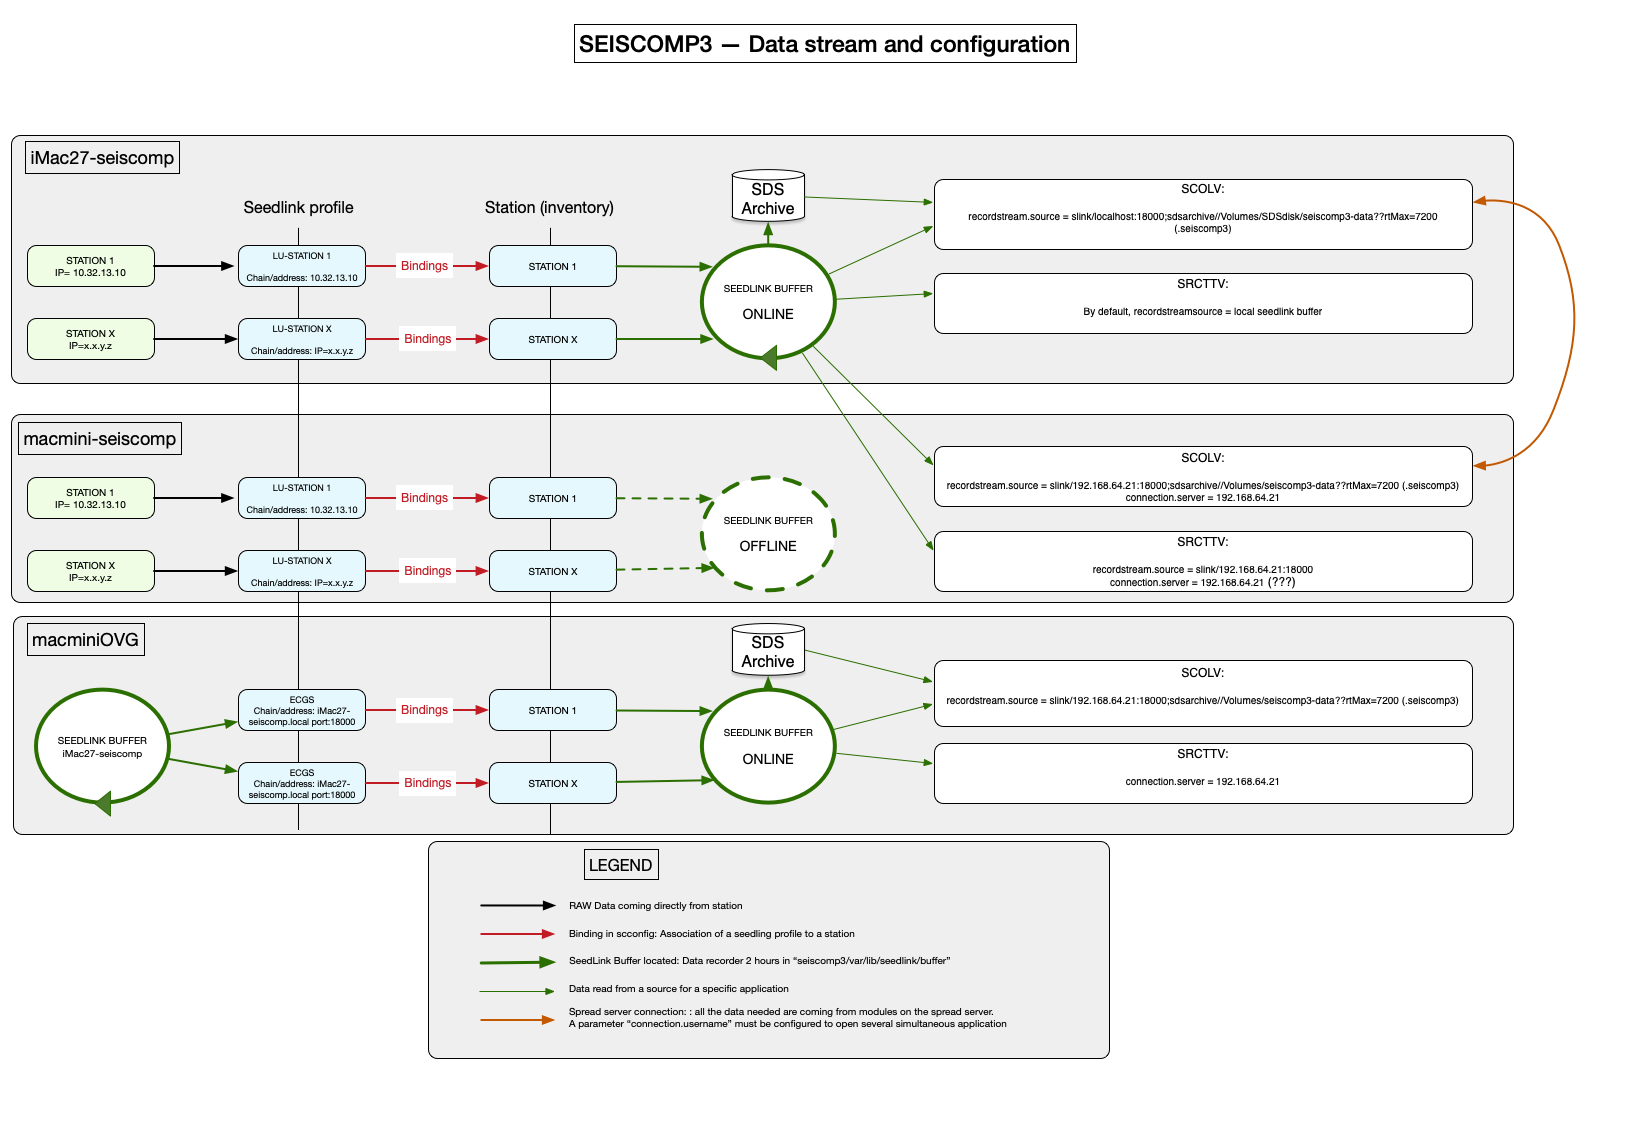 SEISCOMP3 — Data stream and configuration
iMac27-seiscomp
Seedlink profile
Station (inventory)
STATION 1
IP= 10.32.13.10
LU-STATION 1
Chain/address: 10.32.13.10
Bindings
STATION 1
STATION X
IP=x.x.y.z
LU-STATION X
Chain/address: IP=x.x.y.z
Bindings
STATION X
SDS
Archive
SEEDLINK BUFFER
ONLINE
SCOLV:
recordstream.source = slink/localhost:18000;sdsarchive//Volumes/SDSdisk/seiscomp3-data??rtMax=7200
(.seiscomp3)
SRCTTV:
By default, recordstreamsource = local seedlink buffer
macmini-seiscomp
STATION 1
IP= 10.32.13.10
LU-STATION 1
Chain/address: 10.32.13.10
Bindings
STATION 1
STATION X
IP=x.x.y.z
LU-STATION X
Chain/address: IP=x.x.y.z
Bindings
STATION X
SEEDLINK BUFFER
OFFLINE
SCOLV:
recordstream.source = slink/192.168.64.21:18000;sdsarchive//Volumes/seiscomp3-data??rtMax=7200 (.seiscomp3)
connection.server = 192.168.64.21
SRCTTV:
recordstream.source = slink/192.168.64.21:18000
connection.server = 192.168.64.21 (???)
macminiOVG
SEEDLINK BUFFER
iMac27-seiscomp
ECGS
Chain/address: iMac27-
seiscomp.local port:18000
Bindings
STATION 1
ECGS
Chain/address: iMac27-
seiscomp.local port:18000
Bindings
STATION X
SDS
Archive
SEEDLINK BUFFER
ONLINE
SCOLV:
recordstream.source = slink/192.168.64.21:18000;sdsarchive//Volumes/seiscomp3-data??rtMax=7200 (.seiscomp3)
SRCTTV:
connection.server = 192.168.64.21
LEGEND
RAW Data coming directly from station
Binding in scconfig: Association of a seedling profile to a station
SeedLink Buffer located: Data recorder 2 hours in “seiscomp3/var/lib/seedlink/buffer”
Data read from a source for a specific application
Spread server connection: : all the data needed are coming from modules on the spread server.
A parameter “connection.username” must be configured to open several simultaneous application